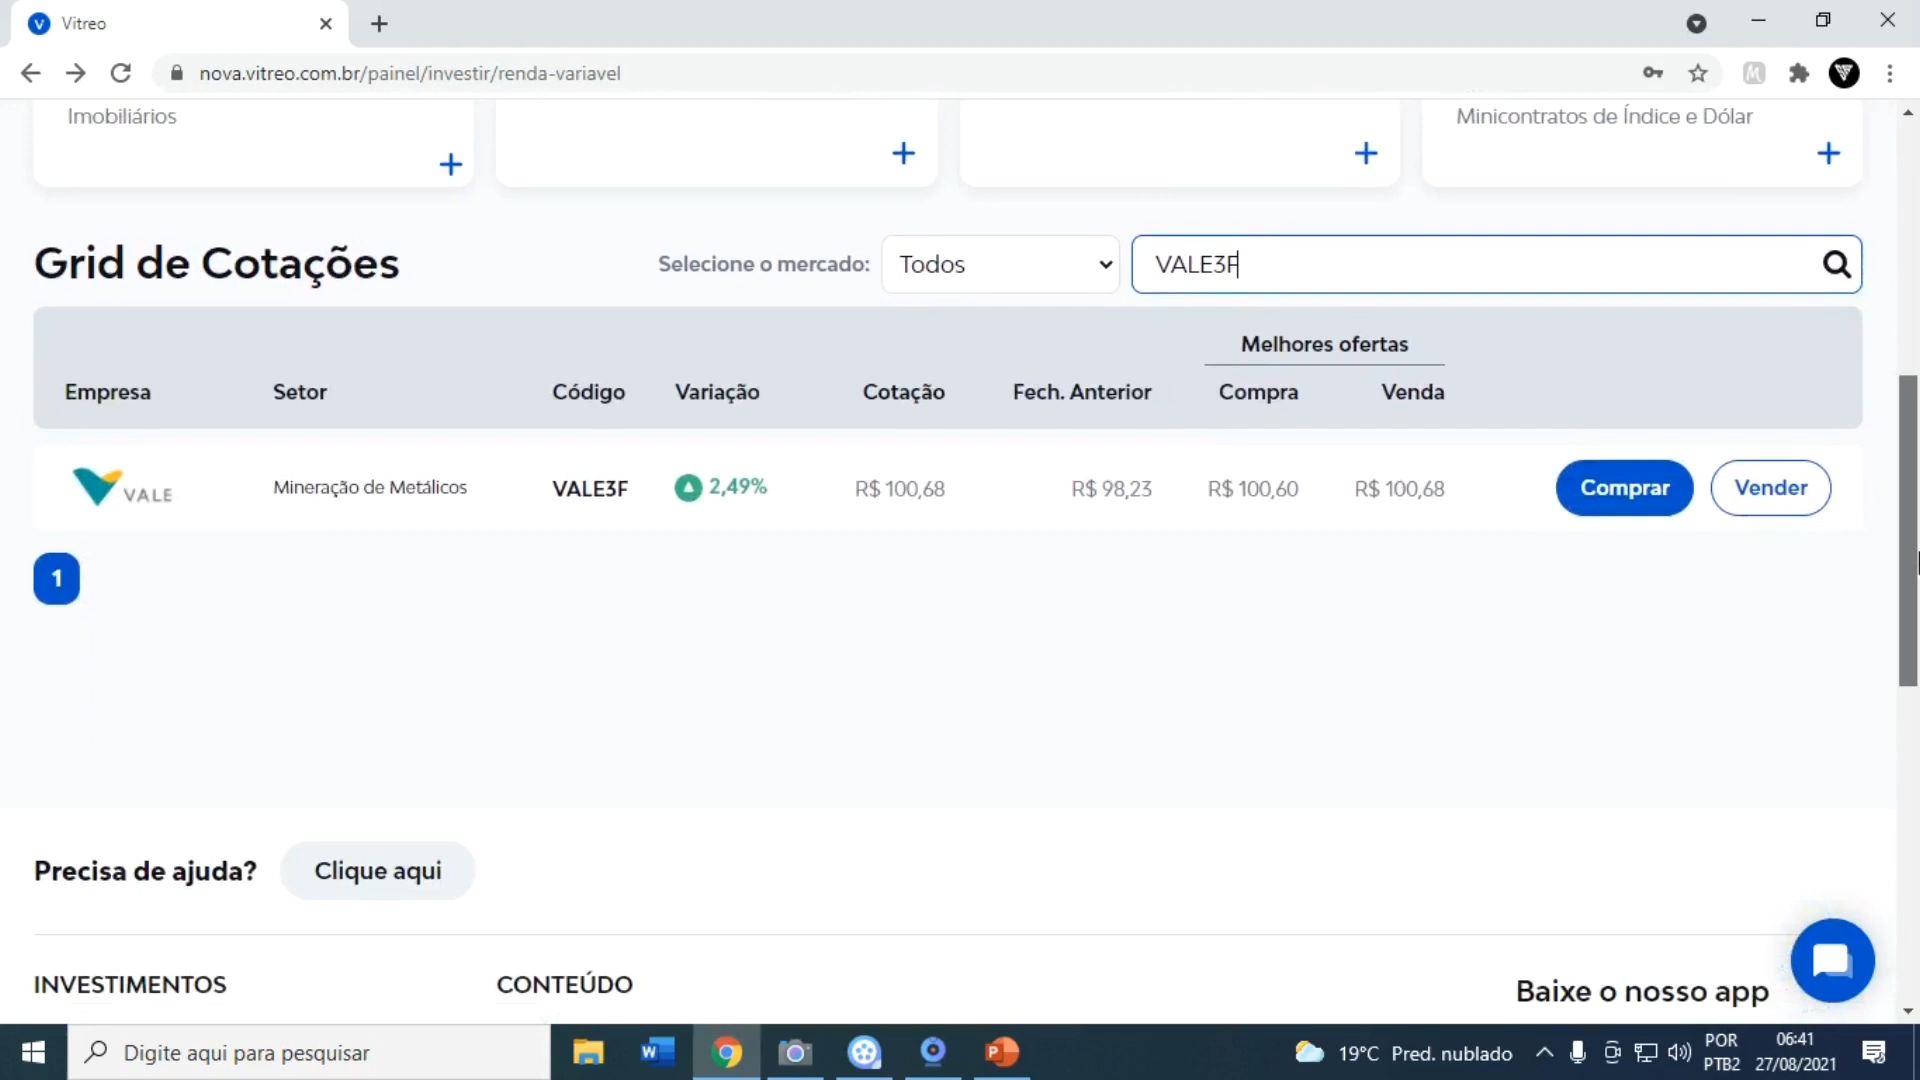 Vitreo
nova.vitreo.com.br/painel/investir/renda-variavel
Imobiliários
Minicontratos de Índice e Dólar
Grid de Cotações
Selecione o mercado:
Todos
VALE3F
Melhores ofertas
Empresa Setor Código Variação Cotação Fech. Anterior Compra Venda
VALE Mineração de Metálicos VALE3F 2,49% R$ 100,68 R$ 98,23 R$ 100,60 R$ 100,68 Comprar Vender
1
Precisa de ajuda? Clique aqui
INVESTIMENTOS CONTEÚDO Baixe o nosso app
Digite aqui para pesquisar
19°C Pred. nublado
POR
PTB2
06:41
27/08/2021